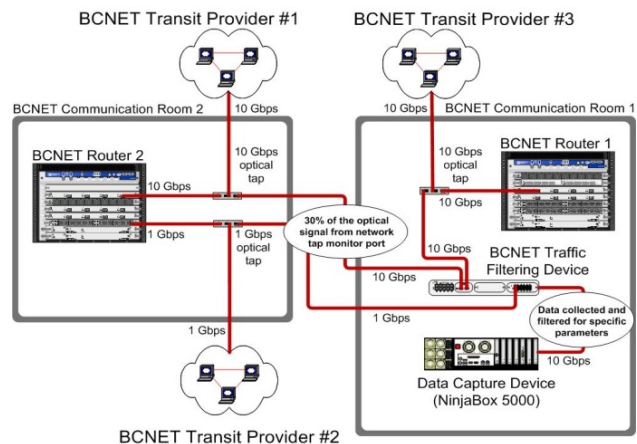 BCNET Transit Provider #1
BCNET Transit Provider #3
10 Gbps
10 Gbps
BCNET Communication Room 2
BCNET Communication Room 1
BCNET Router 2
10 Gbps
optical
tap
10 Gbps
1 Gbps
1 Gbps
optical
tap
30% of the optical
signal from network
tap monitor port
10 Gbps
optical
tap
BCNET Router 1
10 Gbps
10 Gbps
BCNET Traffic
Filtering Device
10 Gbps
1 Gbps
Data collected and
filtered for specific
parameters
10 Gbps
Data Capture Device
(NinjaBox 5000)
1 Gbps
BCNET Transit Provider #2